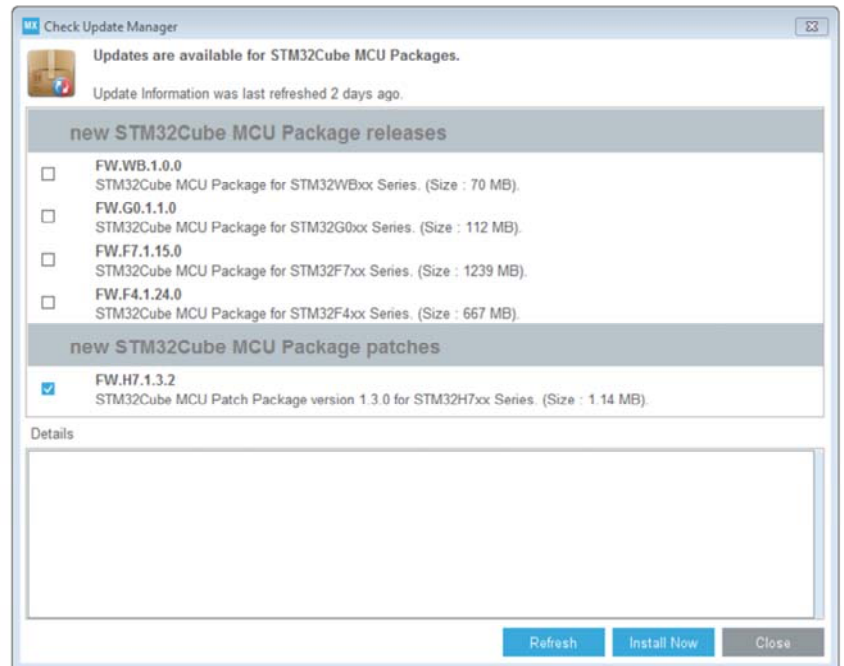 MX Check Update Manager
Updates are available for STM32Cube MCU Packages.
Update Information was last refreshed 2 days ago.
new STM32Cube MCU Package releases
FW.WB.1.0.0
STM32Cube MCU Package for STM32WBxx Series. (Size : 70 MB).
FW.G0.1.1.0
STM32Cube MCU Package for STM32G0xx Series. (Size : 112 MB).
FW.F7.1.15.0
STM32Cube MCU Package for STM32F7xx Series. (Size : 1239 MB).
FW.F4.1.24.0
STM32Cube MCU Package for STM32F4xx Series. (Size : 667 MB).
new STM32Cube MCU Package patches
FW.H7.1.3.2
STM32Cube MCU Patch Package version 1.3.0 for STM32H7xx Series. (Size : 1.14 MB).
Details
Refresh Install Now Close